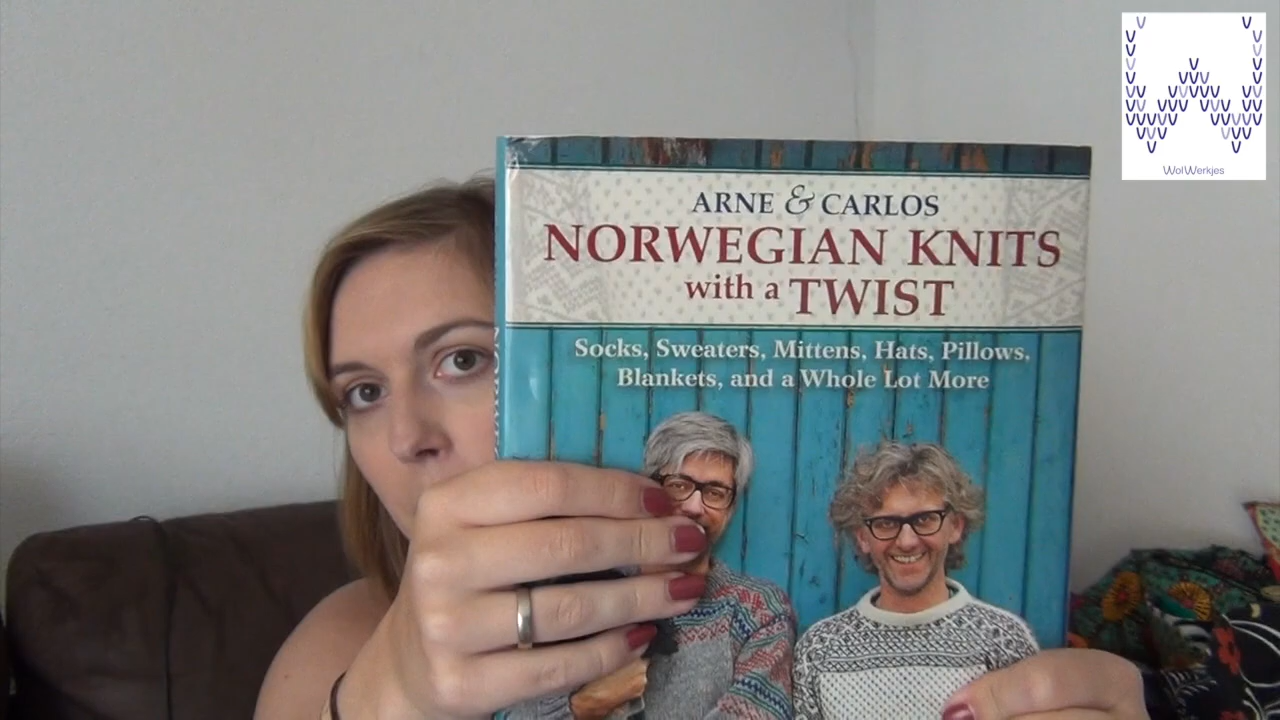 WolWerkjes
ARNE & CARLOS
NORWEGIAN KNITS
with a TWIST
Socks, Sweaters, Mittens, Hats, Pillows,
Blankets, and a Whole Lot More